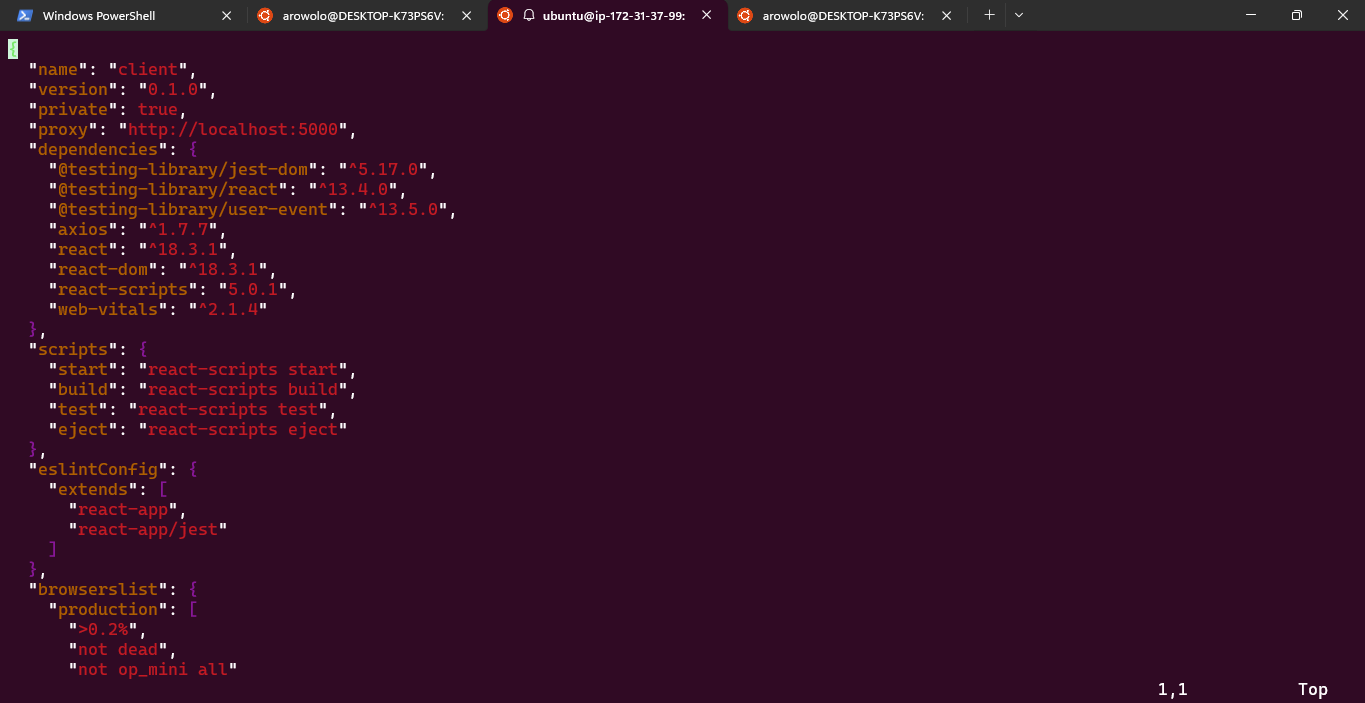 Windows PowerShell
arowolo@DESKTOP-K73PS6V:
ubuntu@ip-172-31-37-99:
arowolo@DESKTOP-K73PS6V:
{
  "name": "client",
  "version": "0.1.0",
  "private": true,
  "proxy": "http://localhost:5000",
  "dependencies": {
    "@testing-library/jest-dom": "^5.17.0",
    "@testing-library/react": "^13.4.0",
    "@testing-library/user-event": "^13.5.0",
    "axios": "^1.7.7",
    "react": "^18.3.1",
    "react-dom": "^18.3.1",
    "react-scripts": "5.0.1",
    "web-vitals": "^2.1.4"
  },
  "scripts": {
    "start": "react-scripts start",
    "build": "react-scripts build",
    "test": "react-scripts test",
    "eject": "react-scripts eject"
  },
  "eslintConfig": {
    "extends": [
      "react-app",
      "react-app/jest"
    ]
  },
  "browserslist": {
    "production": [
      ">0.2%",
      "not dead",
      "not op_mini all"
1,1 Top